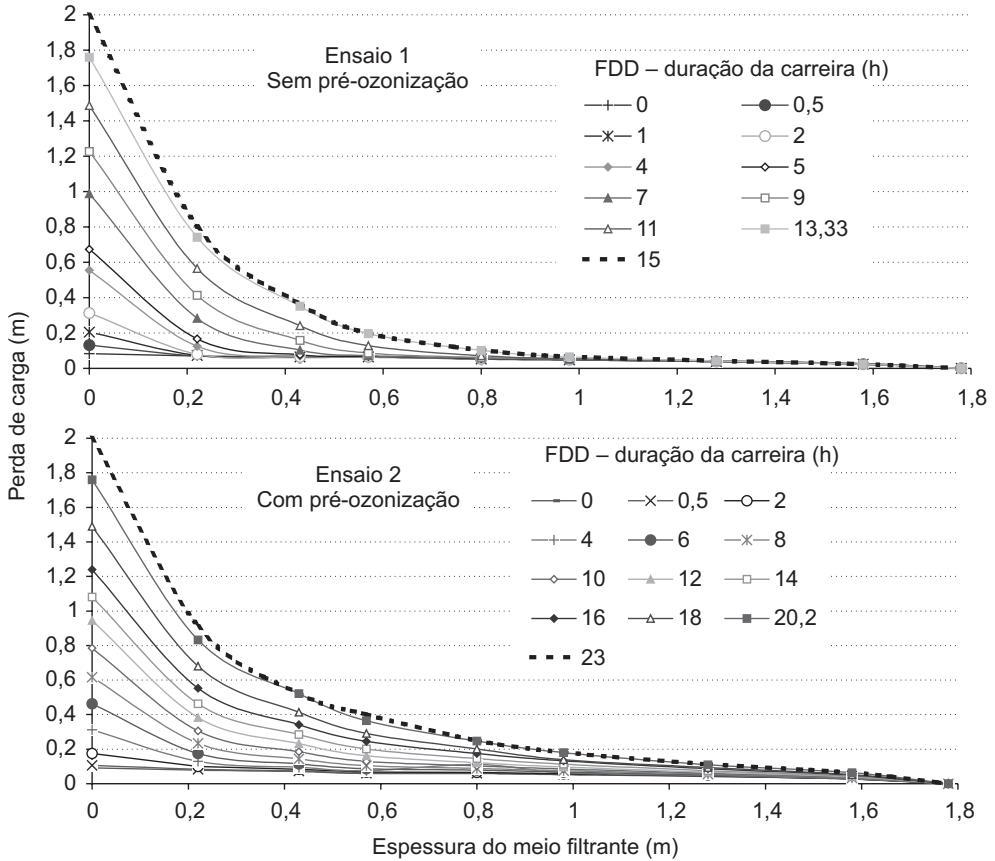 Perda de carga (m)
2
1,8
1,6
1,4
1,2
1
0,8
0,6
0,4
0,2
0
Ensaio 1
Sem pré-ozonização
FDD – duração da carreira (h)
0 0,5
1 2
4 5
7 9
11 13,33
15
0 0,2 0,4 0,6 0,8 1 1,2 1,4 1,6 1,8
2
1,8
1,6
1,4
1,2
1
0,8
0,6
0,4
0,2
0
Ensaio 2
Com pré-ozonização
FDD – duração da carreira (h)
0 0,5 2
4 6 8
10 12 14
16 18 20,2
23
0 0,2 0,4 0,6 0,8 1 1,2 1,4 1,6 1,8
Espessura do meio filtrante (m)